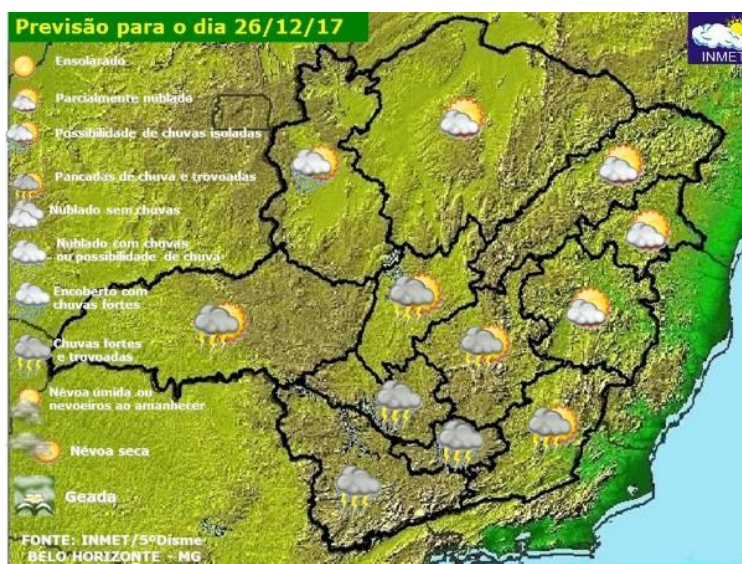 Previsão para o dia 26/12/17
INMET
Ensolarado
Parcialmente nublado
Possibilidade de chuvas isoladas
Pancadas de chuva e trovoadas
Nublado sem chuvas
Nublado com chuvas
ou possibilidade de chuva
Encoberto com
chuvas fortes
Chuvas fortes
e trovoadas
Névoa úmida ou
nevoeiros ao amanhecer
Névoa seca
Geada
FONTE: INMET/5ºDisme
BELO HORIZONTE - MG